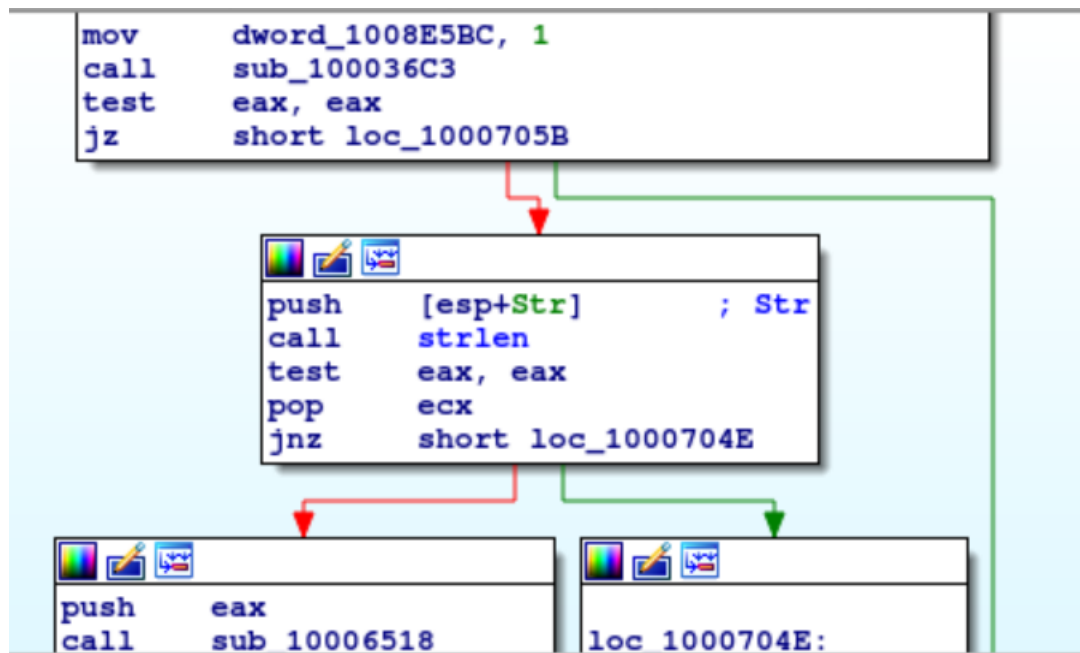 mov dword_1008E5BC, 1
call sub_100036C3
test eax, eax
jz short loc_1000705B
push [esp+Str] ; Str
call strlen
test eax, eax
pop ecx
jnz short loc_1000704E
push eax
call sub_10006518
loc_1000704E: